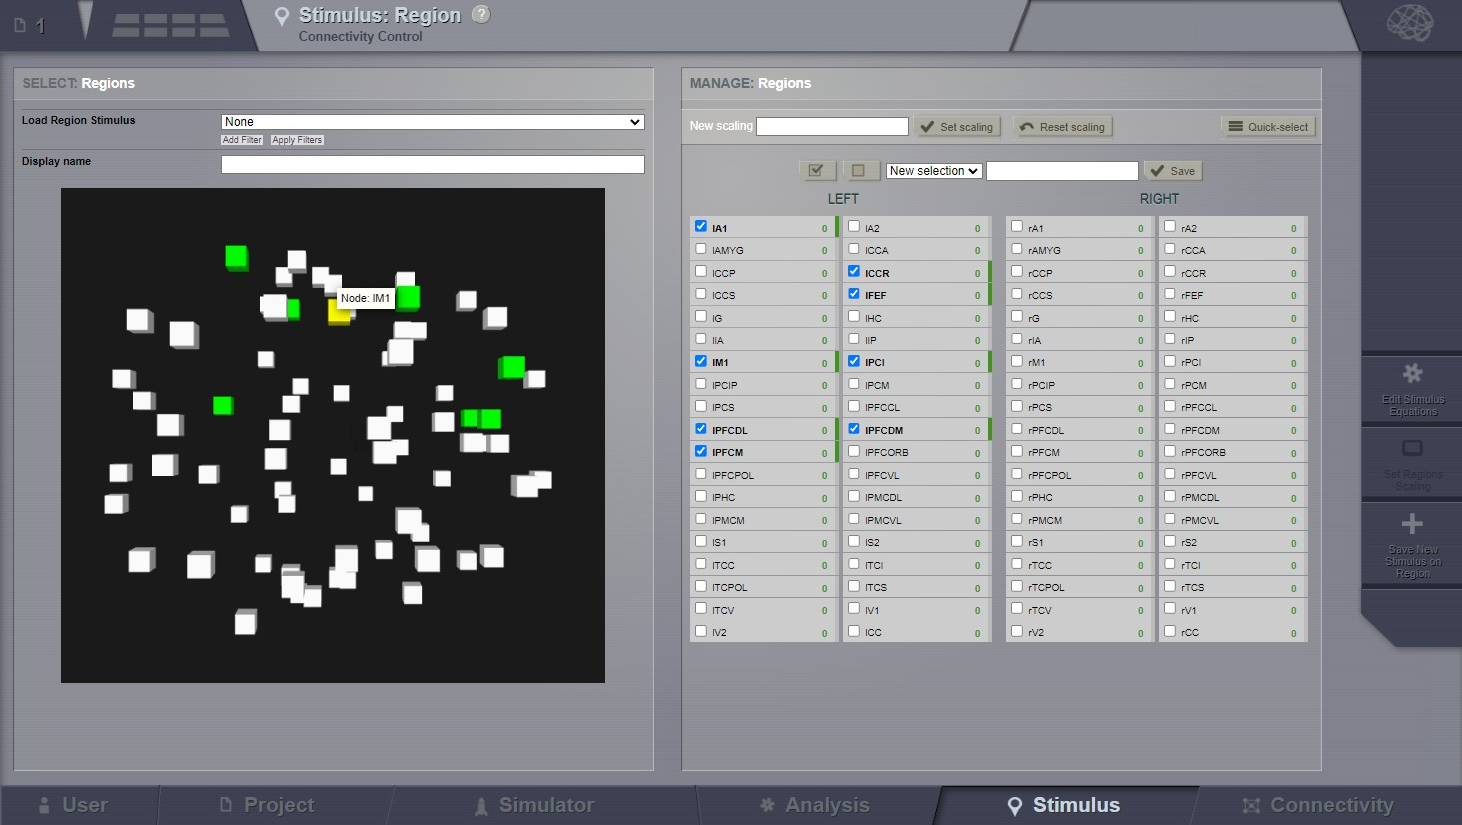 1
Stimulus: Region ?
Connectivity Control
SELECT: Regions
Load Region Stimulus
None
Add Filter Apply Filters
Display name
Node: lM1
MANAGE: Regions
New scaling Set scaling Reset scaling Quick-select
New selection Save
LEFT RIGHT
lA1 0 lA2 0 rA1 0 rA2 0
lAMYG 0 lCCA 0 rAMYG 0 rCCA 0
lCCP 0 lCCR 0 rCCP 0 rCCR 0
lCCS 0 lFEF 0 rCCS 0 rFEF 0
lG 0 lHC 0 rG 0 rHC 0
lIA 0 lIP 0 rIA 0 rIP 0
lM1 0 lPCI 0 rM1 0 rPCI 0
lPCIP 0 lPCM 0 rPCIP 0 rPCM 0
lPCS 0 lPFCCL 0 rPCS 0 rPFCCL 0
lPFCDL 0 lPFCDM 0 rPFCDL 0 rPFCDM 0
lPFCM 0 lPFCORB 0 rPFCM 0 rPFCORB 0
lPFCPOL 0 lPFCVL 0 rPFCPOL 0 rPFCVL 0
lPHC 0 lPMCDL 0 rPHC 0 rPMCDL 0
lPMCM 0 lPMCVL 0 rPMCM 0 rPMCVL 0
lS1 0 lS2 0 rS1 0 rS2 0
lTCC 0 lTCI 0 rTCC 0 rTCI 0
lTCPOL 0 lTCS 0 rTCPOL 0 rTCS 0
lTCV 0 lV1 0 rTCV 0 rV1 0
lV2 0 lCC 0 rV2 0 rCC 0
Edit Stimulus
Equations
Set Regions
Scaling
Save New
Stimulus on
Region
User Project Simulator Analysis Stimulus Connectivity